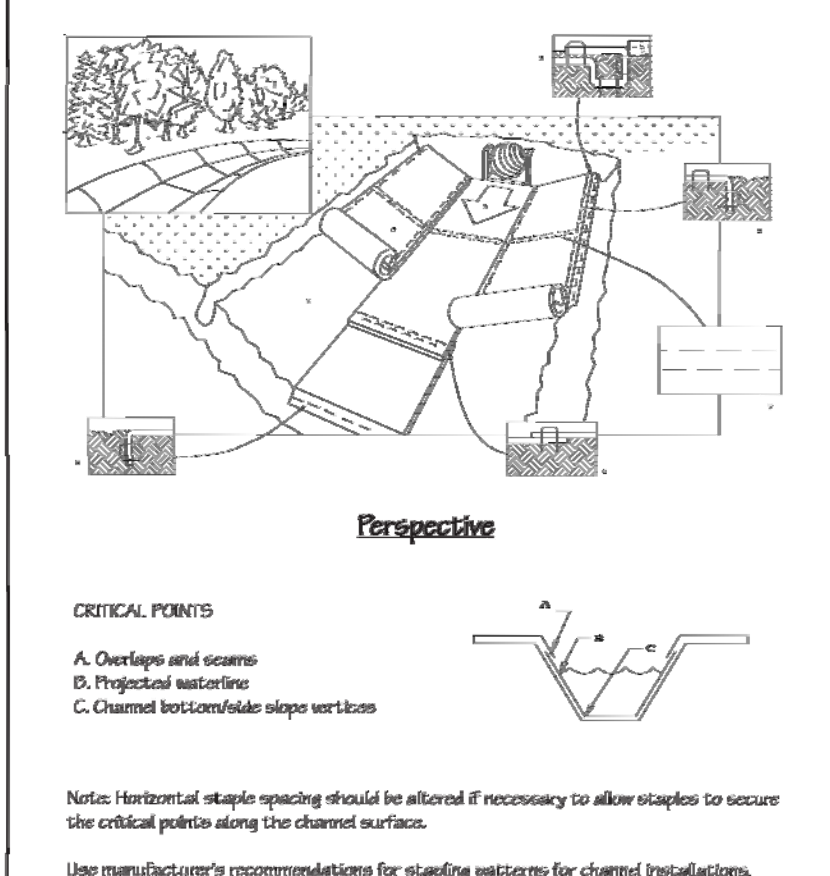 Perspective
CRITICAL POINTS
A. Overlaps and seams
B. Projected waterline
C. Channel bottom/side slope vertices
A
B
C
Note: Horizontal staple spacing should be altered if necessary to allow staples to secure
the critical points along the channel surface.
Use manufacturer's recommendations for stapling patterns for channel installations.